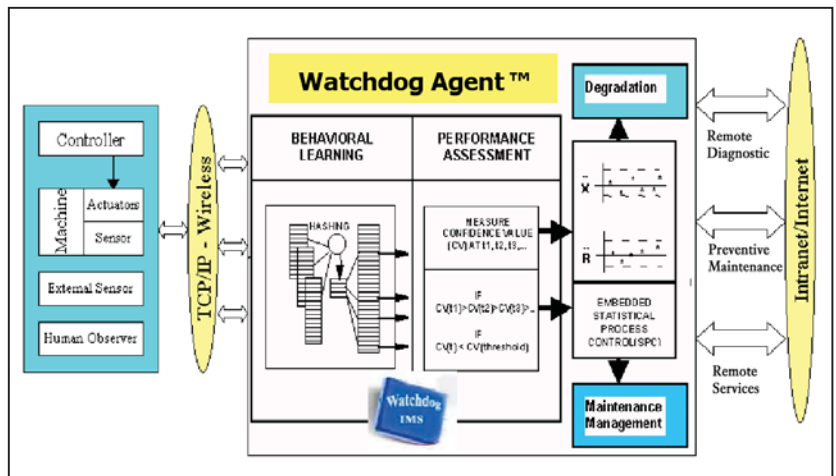 Watchdog Agent ™
Controller
Machine
Actuators
Sensor
External Sensor
Human Observer
TCP/IP - Wireless
BEHAVIORAL
LEARNING
HASHING
PERFORMANCE
ASSESSMENT
MEASURE
CONFIDENCE VALUE
(CV) AT t1, t2, t3,...
IF
CV(t1)>CV(t2)>CV(t3)>...
IF
CV(t) < CV(threshold)
Watchdog
IMS
Degradation
X
R
EMBEDDED
STATISTICAL
PROCESS
CONTROL(SPC)
Maintenance
Management
Remote
Diagnostic
Preventive
Maintenance
Remote
Services
Intranet/Internet